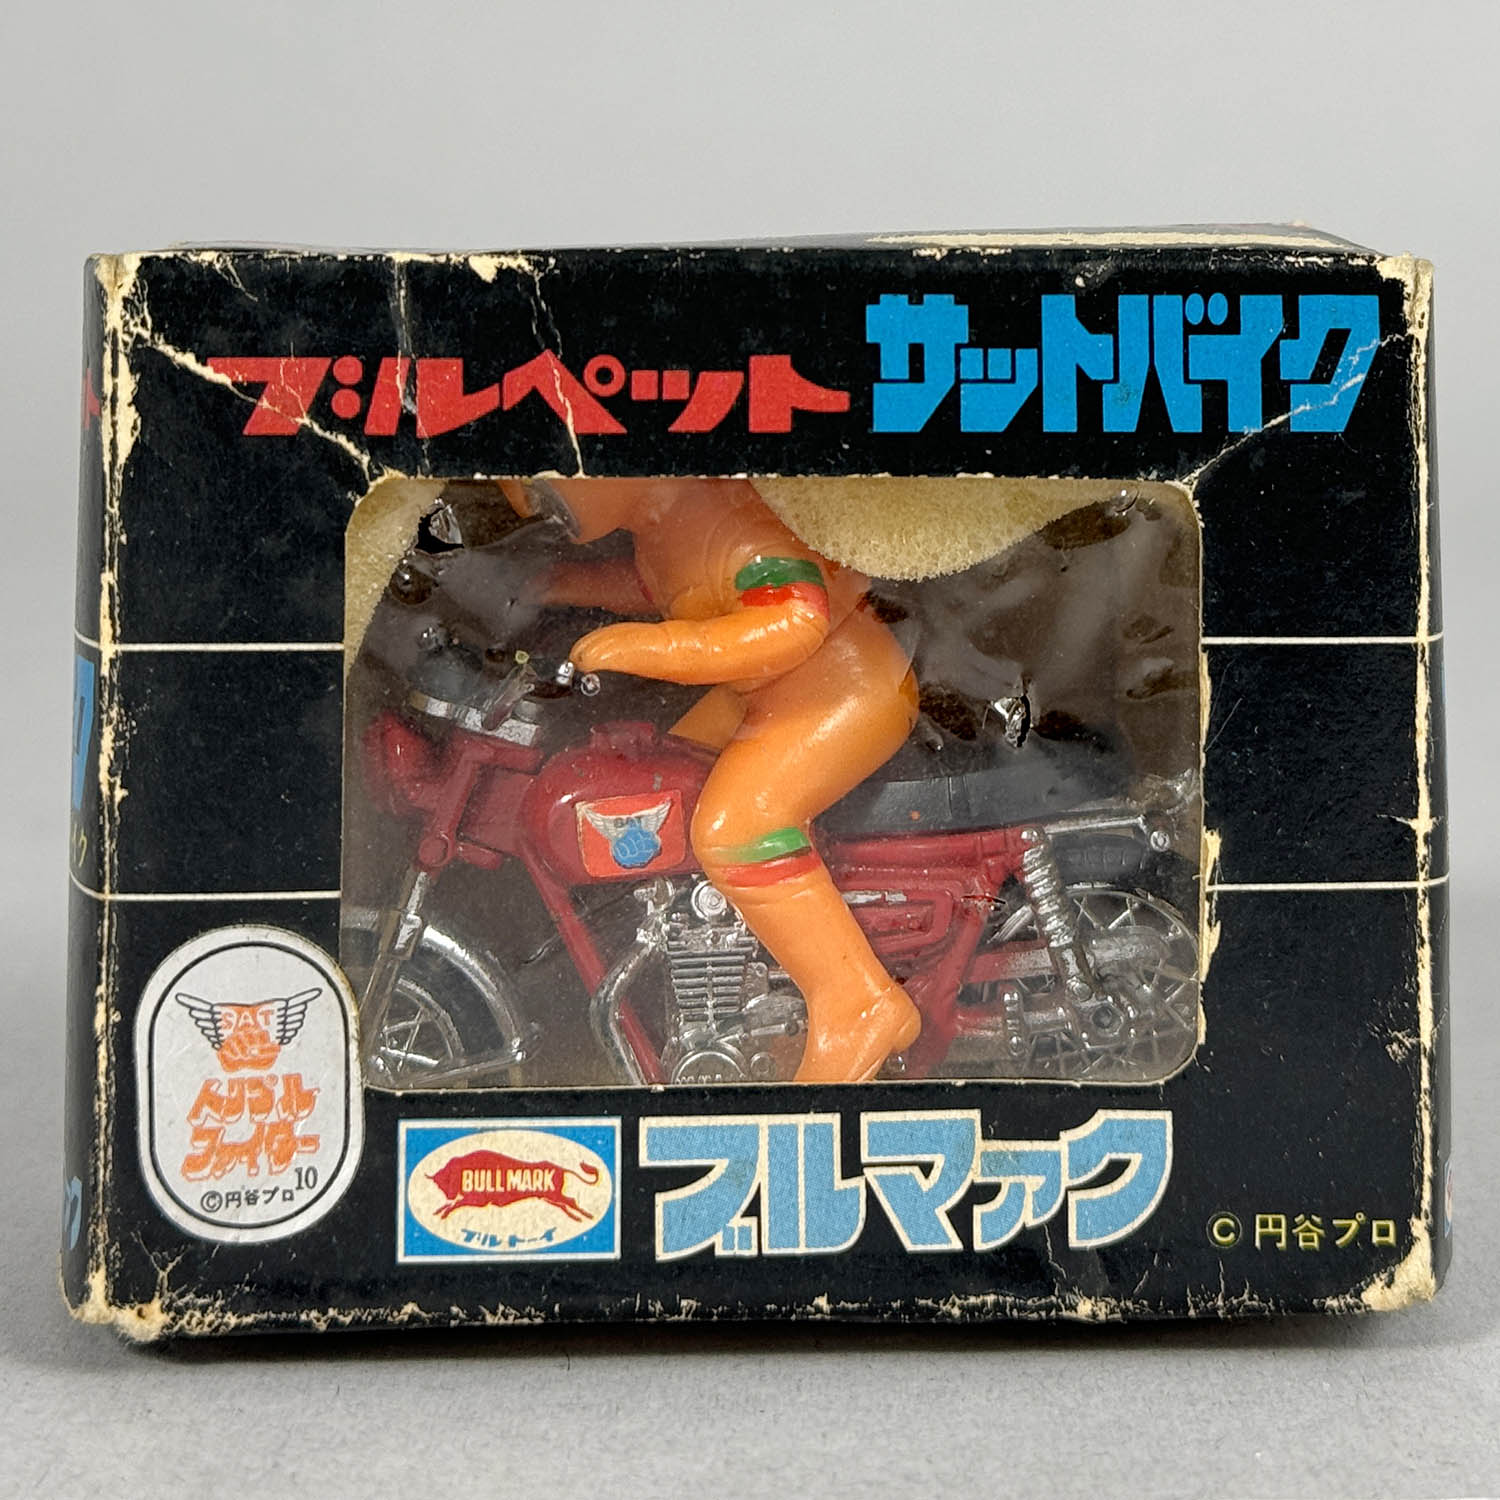 ブルペット サットバイク
SAT
SAT
トリプル
ファイター
10
©円谷プロ
BULLMARK
ブルトーイ
ブルマァク
© 円谷プロ